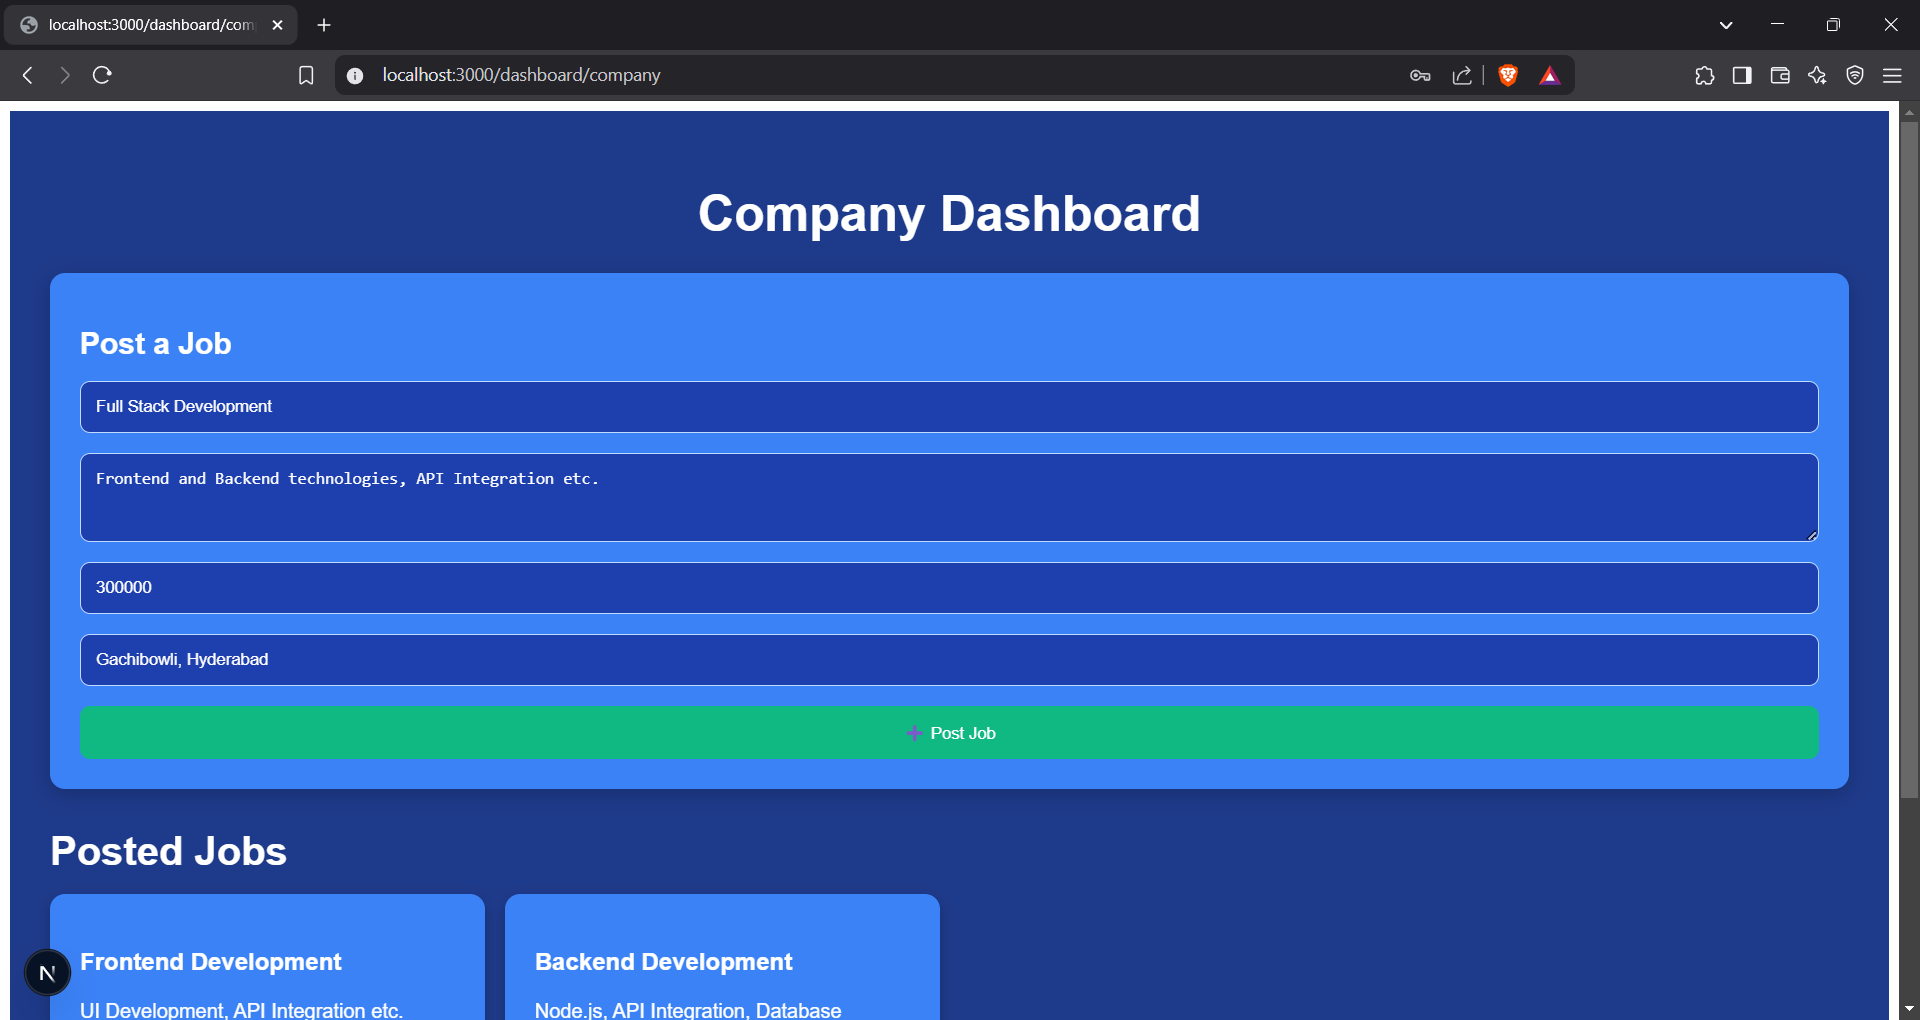 localhost:3000/dashboard/com
localhost:3000/dashboard/company
Company Dashboard
Post a Job
Full Stack Development
Frontend and Backend technologies, API Integration etc.
300000
Gachibowli, Hyderabad
+ Post Job
Posted Jobs
Frontend Development
UI Development, API Integration etc.
Backend Development
Node.js, API Integration, Database
N